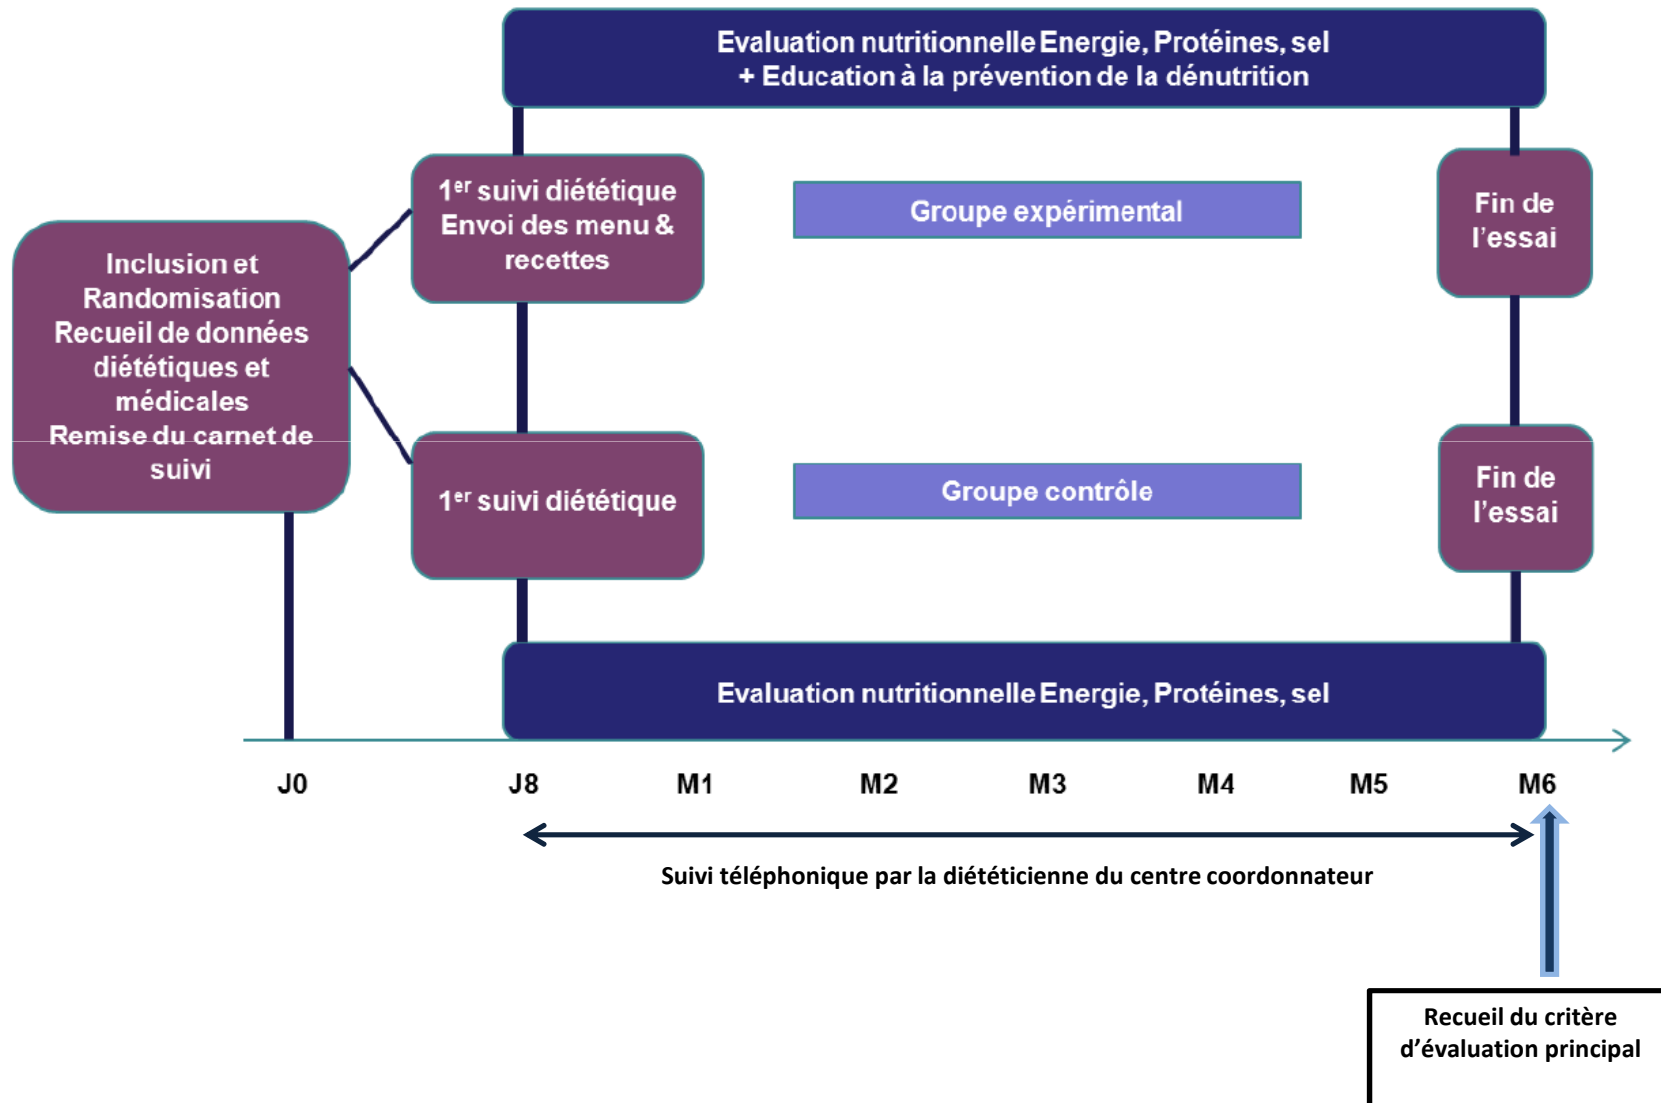 Evaluation nutritionnelle Energie, Protéines, sel
+ Education à la prévention de la dénutrition
1er suivi diététique
Envoi des menu &
recettes
Groupe expérimental
Fin de
l'essai
Inclusion et
Randomisation
Recueil de données
diététiques et
médicales
Remise du carnet de
suivi
1er suivi diététique
Groupe contrôle
Fin de
l'essai
Evaluation nutritionnelle Energie, Protéines, sel
J0 J8 M1 M2 M3 M4 M5 M6
Suivi téléphonique par la diététicienne du centre coordonnateur
Recueil du critère
d'évaluation principal